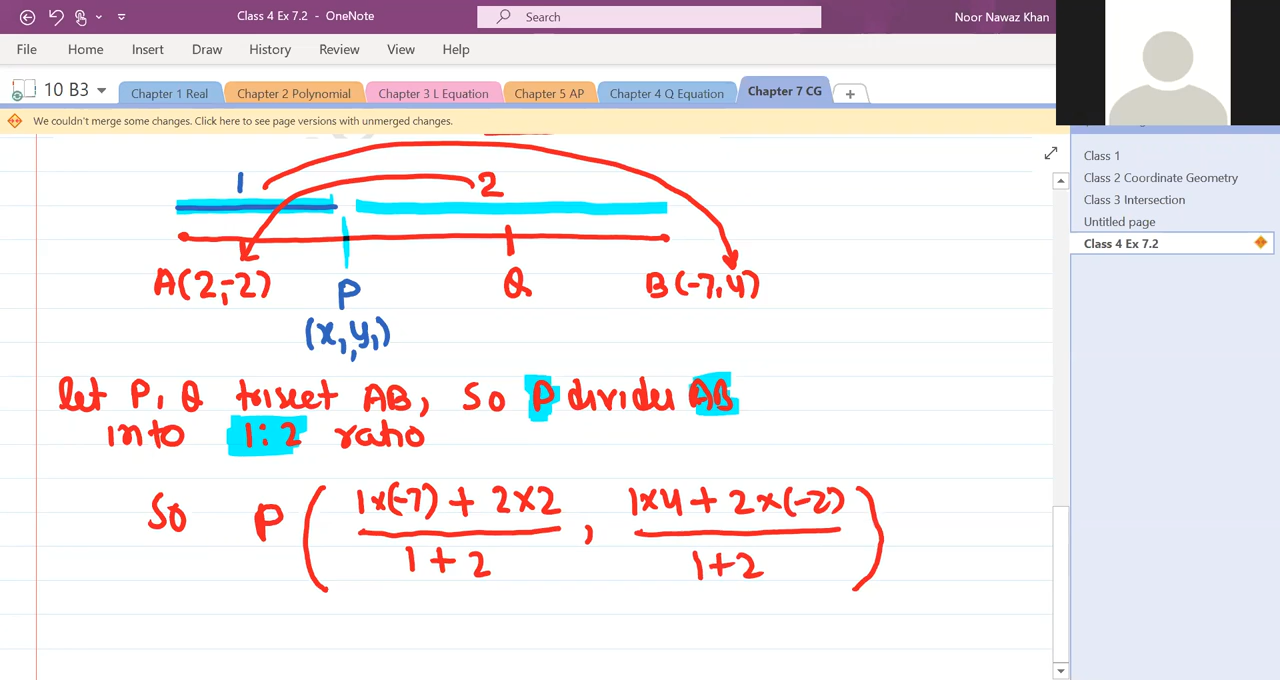 Class 4 Ex 7.2 - OneNote
Search
Noor Nawaz Khan
File Home Insert Draw History Review View Help
10 B3
Chapter 1 Real
Chapter 2 Polynomial
Chapter 3 L Equation
Chapter 5 AP
Chapter 4 Q Equation
Chapter 7 CG
We couldn't merge some changes. Click here to see page versions with unmerged changes.
Class 1
Class 2 Coordinate Geometry
Class 3 Intersection
Untitled page
Class 4 Ex 7.2
1 2
A(2,-2) P Q B(-7,4)
(x₁,y₁)
let P, Q trisect AB, So P divides AB
into 1:2 ratio
So P( (1×(-7) + 2×2)/(1+2) , (1×4 + 2×(-2))/(1+2) )